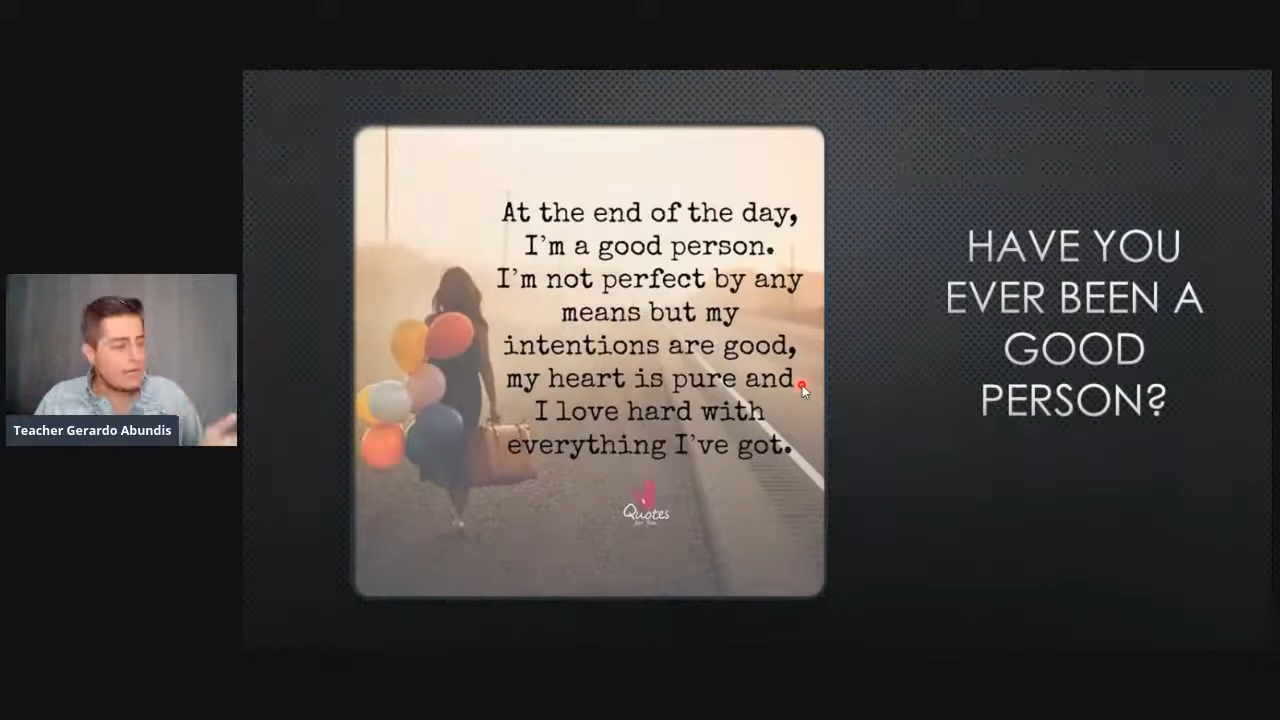 At the end of the day,
I'm a good person.
I'm not perfect by any
means but my
intentions are good,
my heart is pure and
I love hard with
everything I've got.
Quotes
for You
HAVE YOU
EVER BEEN A
GOOD
PERSON?
Teacher Gerardo Abundis